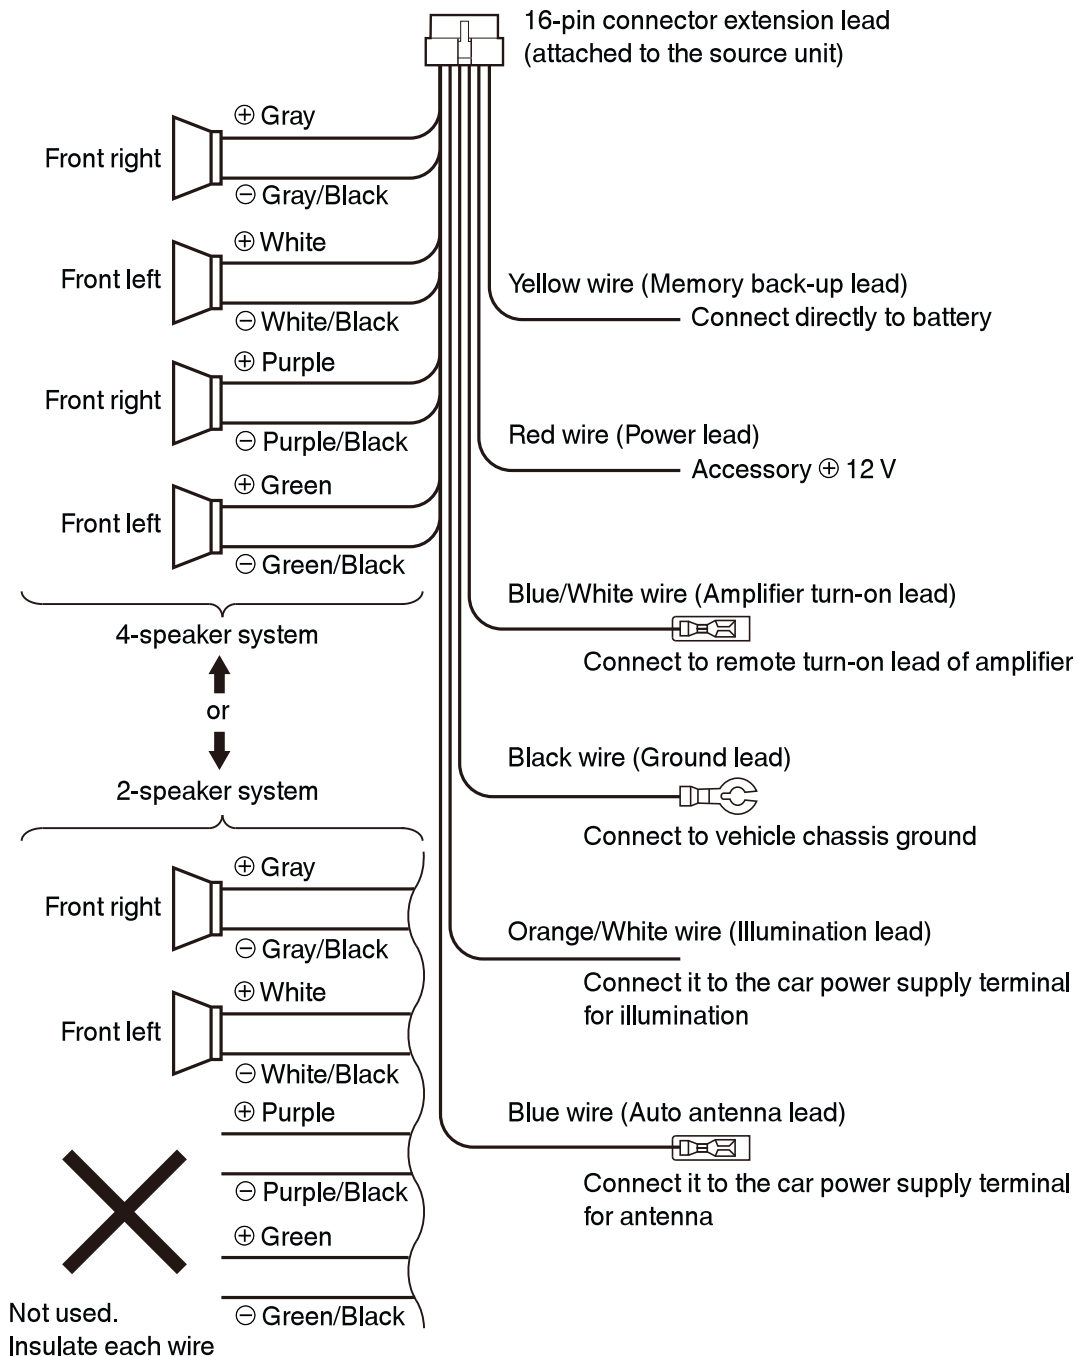 16-pin connector extension lead
(attached to the source unit)
⊕ Gray
Front right
⊖ Gray/Black
⊕ White
Front left
⊖ White/Black
⊕ Purple
Front right
⊖ Purple/Black
⊕ Green
Front left
⊖ Green/Black
4-speaker system
or
2-speaker system
⊕ Gray
Front right
⊖ Gray/Black
⊕ White
Front left
⊖ White/Black
⊕ Purple
⊖ Purple/Black
⊕ Green
⊖ Green/Black
Not used.
Insulate each wire
Yellow wire (Memory back-up lead)
Connect directly to battery
Red wire (Power lead)
Accessory ⊕ 12 V
Blue/White wire (Amplifier turn-on lead)
Connect to remote turn-on lead of amplifier
Black wire (Ground lead)
Connect to vehicle chassis ground
Orange/White wire (Illumination lead)
Connect it to the car power supply terminal
for illumination
Blue wire (Auto antenna lead)
Connect it to the car power supply terminal
for antenna